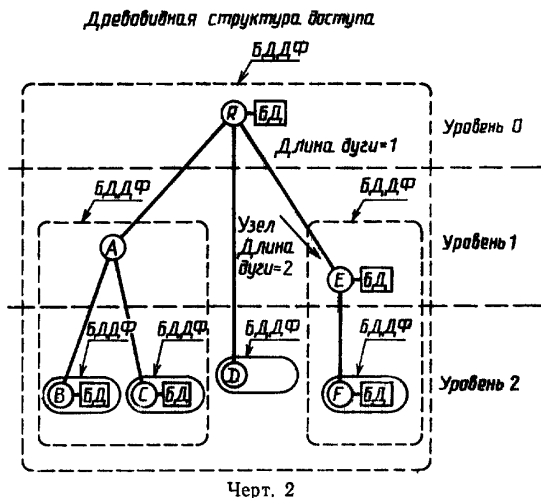 Древовидная структура доступа
БДДФ
R
БД
Уровень 0
Длина дуги=1
БДДФ
БДДФ
A
Узел
Длина
дуги=2
Уровень 1
E
БД
БДДФ
БДДФ
БДДФ
БДДФ
B
БД
C
БД
D
F
БД
Уровень 2
Черт. 2